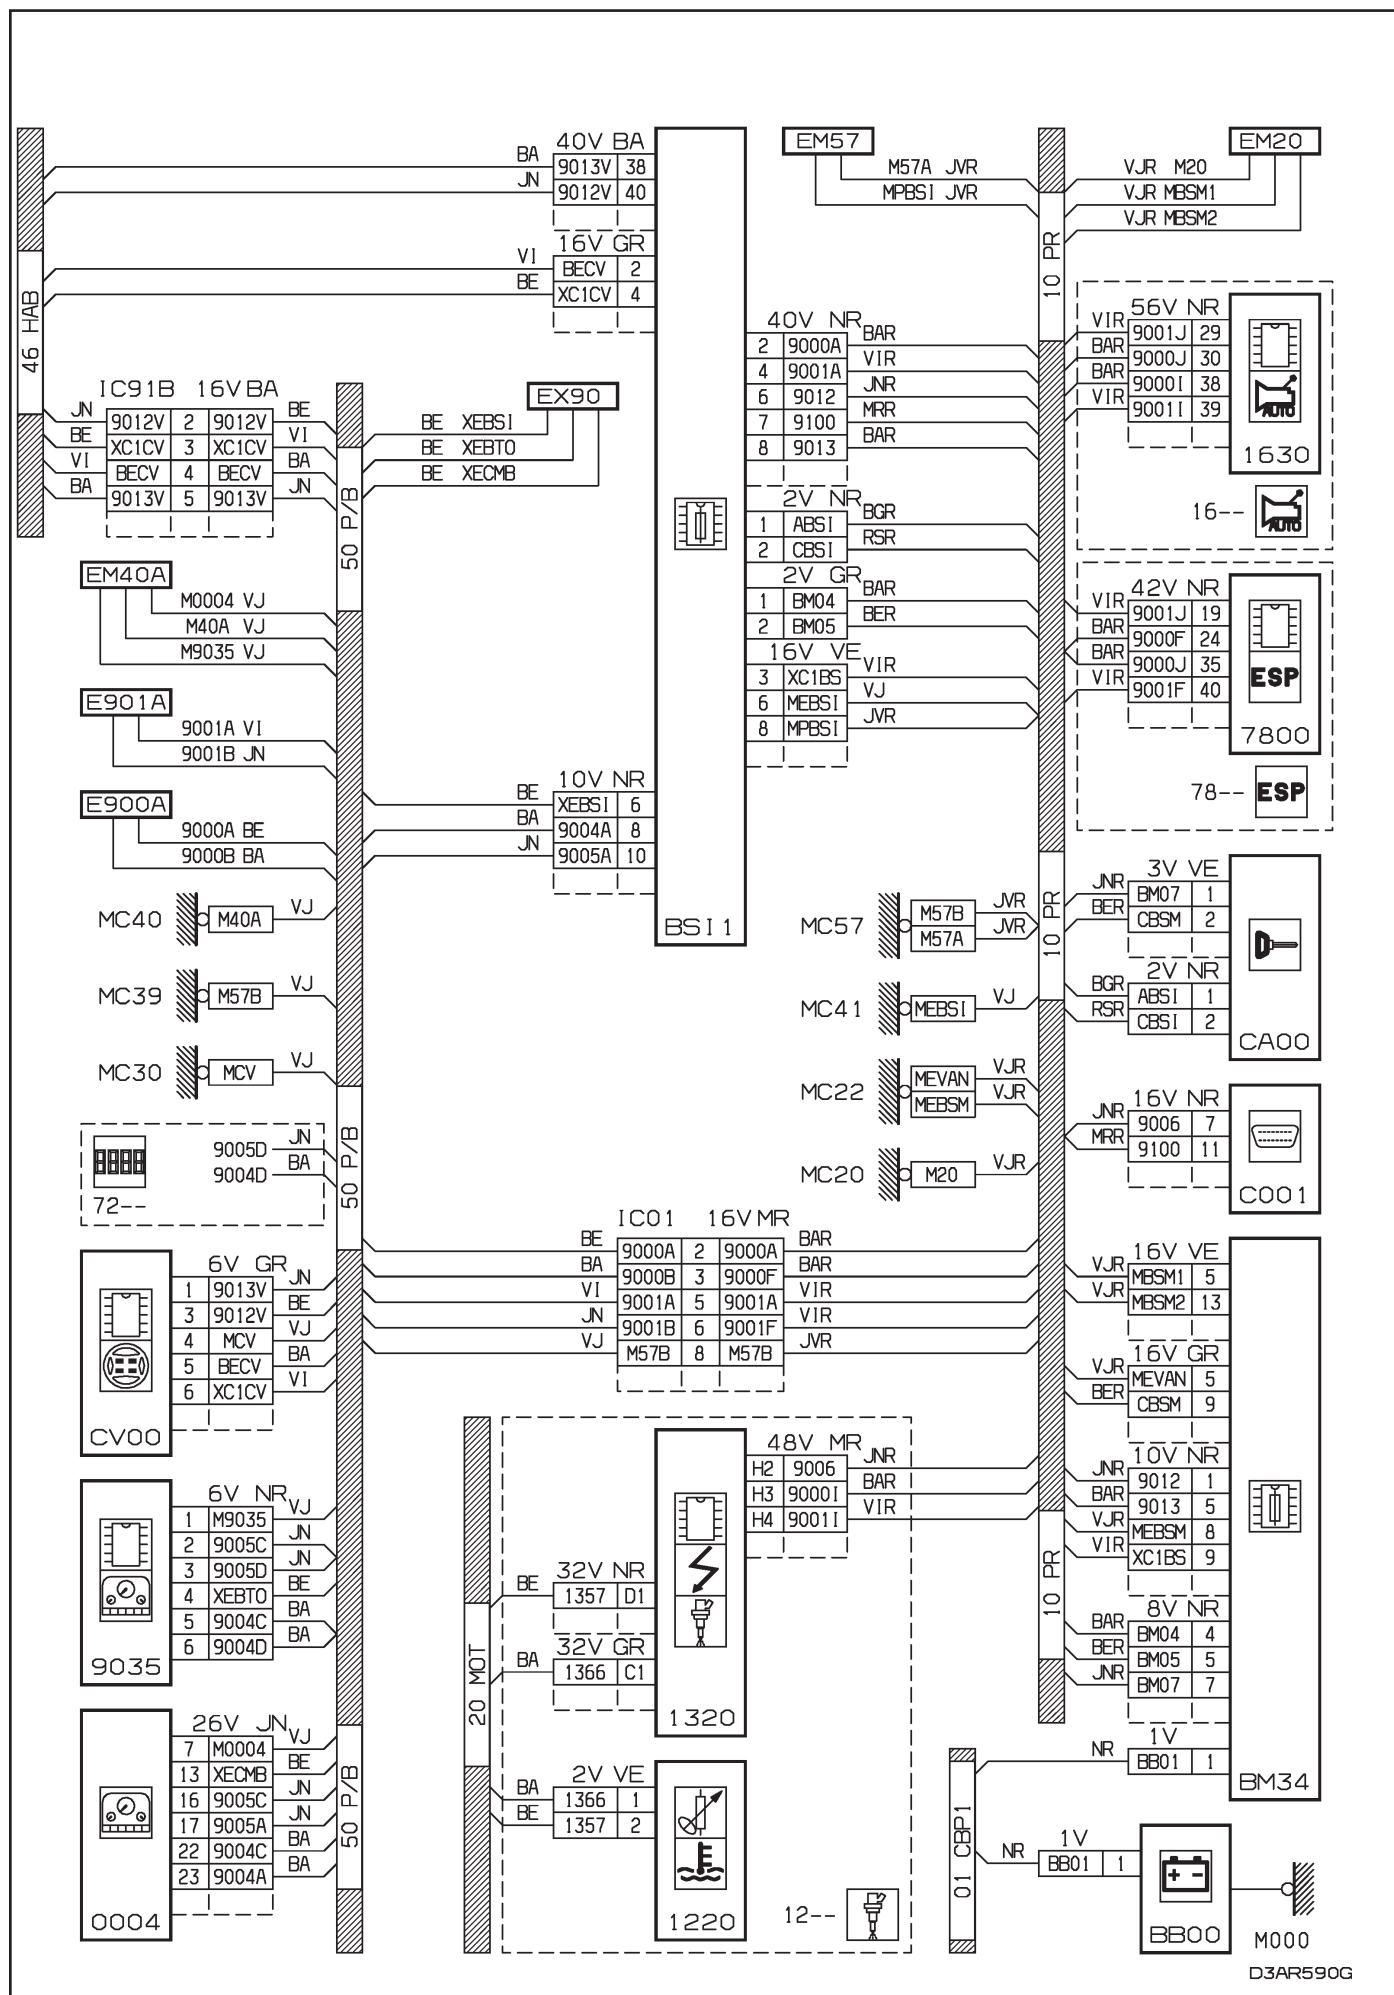 40V BA
BA 9013V 38
JN 9012V 40
16V GR
VI BECV 2
BE XC1CV 4
46 HAB
IC91B 16V BA
JN 9012V 2 9012V BE
BE XC1CV 3 XC1CV VI
VI BECV 4 BECV BA
BA 9013V 5 9013V JN
50 P/B
EX90
BE XEBSI
BE XEBTO
BE XECMB
EM40A
M0004 VJ
M40A VJ
M9035 VJ
E901A
9001A VI
9001B JN
E900A
9000A BE
9000B BA
10V NR
BE XEBSI 6
BA 9004A 8
JN 9005A 10
BSI1
EM57
M57A JVR
MPBSI JVR
10 PR
EM20
VJR M20
VJR MBSM1
VJR MBSM2
40V NR
2 9000A BAR
4 9001A VIR
6 9012 JNR
7 9100 MRR
8 9013 BAR
2V NR
1 ABSI BGR
2 CBSI RSR
2V GR
1 BM04 BAR
2 BM05 BER
16V VE
3 XC1BS VIR
6 MEBSI VJ
8 MPBSI JVR
56V NR
VIR 9001J 29
BAR 9000J 30
BAR 9000I 38
VIR 9001I 39
AUTO
1630
16-- AUTO
42V NR
VIR 9001J 19
BAR 9000F 24
BAR 9000J 35
VIR 9001F 40
ESP
7800
78-- ESP
MC40 M40A VJ
MC39 M57B VJ
MC30 MCV VJ
MC57 M57B JVR
M57A JVR
MC41 MEBSI VJ
MC22 MEVAN VJR
MEBSM VJR
MC20 M20 VJR
10 PR
3V VE
JNR BM07 1
BER CBSM 2
2V NR
BGR ABSI 1
RSR CBSI 2
CA00
16V NR
JNR 9006 7
MRR 9100 11
C001
50 P/B
9005D JN
9004D BA
72--
IC01 16V MR
BE 9000A 2 9000A BAR
BA 9000B 3 9000F BAR
VI 9001A 5 9001A VIR
JN 9001B 6 9001F VIR
VJ M57B 8 M57B JVR
6V GR
1 9013V JN
3 9012V BE
4 MCV VJ
5 BECV BA
6 XC1CV VI
CV00
6V NR
1 M9035 VJ
2 9005C JN
3 9005D JN
4 XEBTO BE
5 9004C BA
6 9004D BA
9035
26V JN
7 M0004 VJ
13 XECMB BE
16 9005C JN
17 9005A JN
22 9004C BA
23 9004A BA
0004
50 P/B
20 MOT
48V MR
H2 9006 JNR
H3 9000I BAR
H4 9001I VIR
32V NR
BE 1357 D1
32V GR
BA 1366 C1
1320
2V VE
BA 1366 1
BE 1357 2
1220
12--
16V VE
VJR MBSM1 5
VJR MBSM2 13
16V GR
VJR MEVAN 5
BER CBSM 9
10V NR
JNR 9012 1
BAR 9013 5
VJR MEBSM 8
VIR XC1BS 9
10 PR
8V NR
BAR BM04 4
BER BM05 5
JNR BM07 7
1V
NR BB01 1
BM34
01 CBP1
1V
NR BB01 1
+ -
BB00
M000
D3AR590G